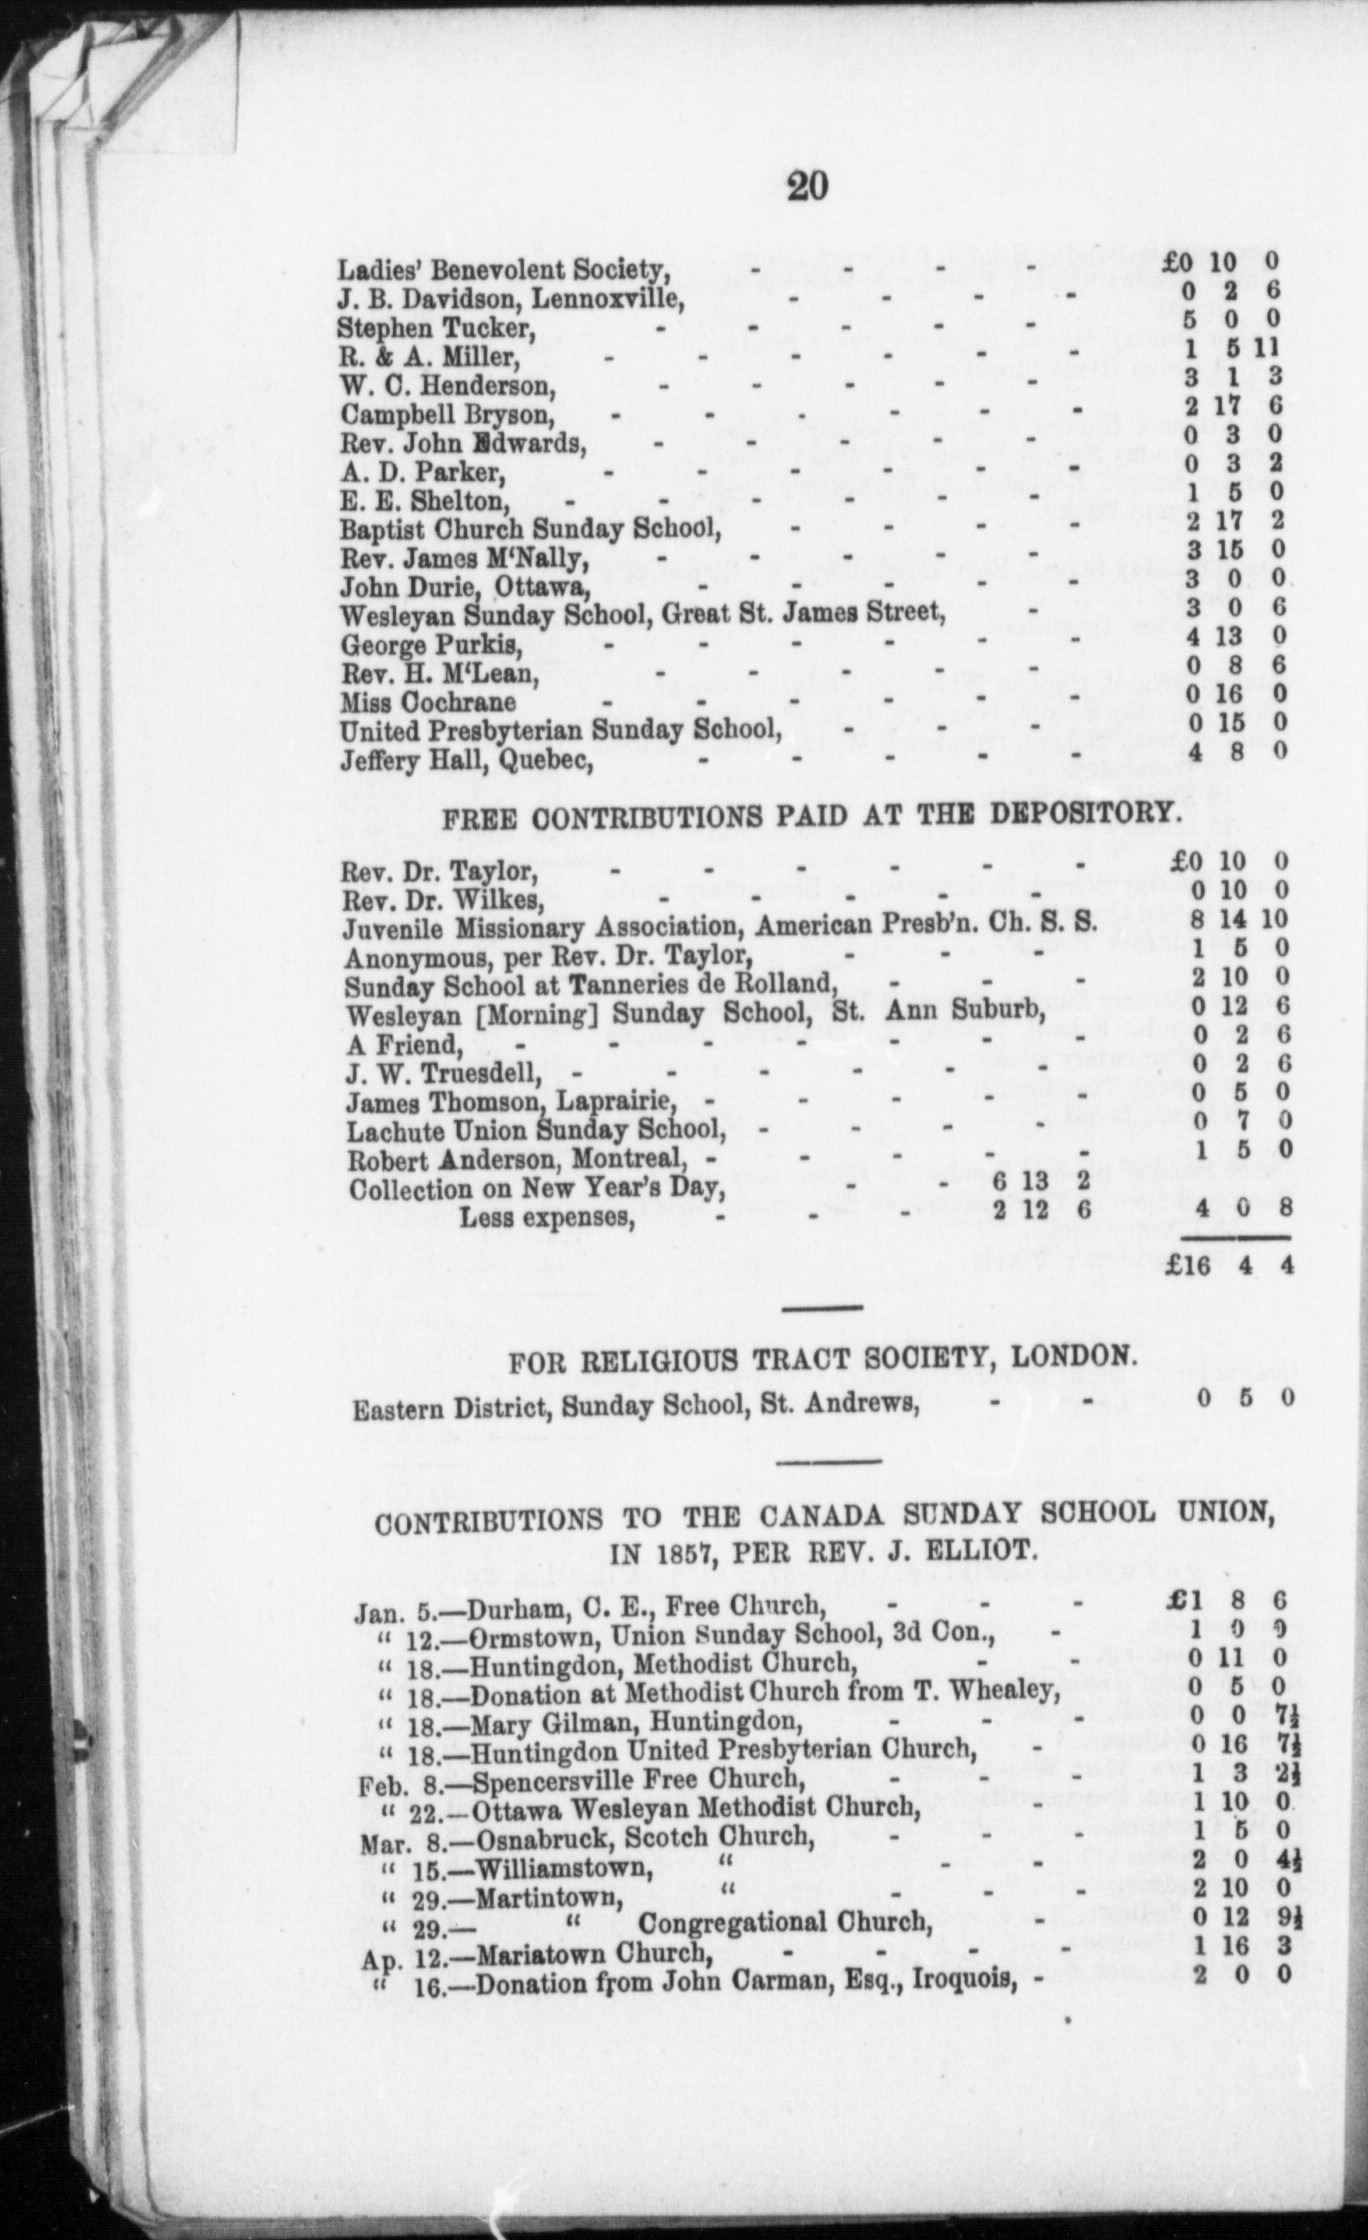 20
Ladies' Benevolent Society, - - - - £0 10 0
J. B. Davidson, Lennoxville, - - - - 0 2 6
Stephen Tucker, - - - - - 5 0 0
R. & A. Miller, - - - - - - 1 5 11
W. C. Henderson, - - - - - 3 1 3
Campbell Bryson, - - - - - - 2 17 6
Rev. John Edwards, - - - - - 0 3 0
A. D. Parker, - - - - - - 0 3 2
E. E. Shelton, - - - - - - 1 5 0
Baptist Church Sunday School, - - - - 2 17 2
Rev. James M'Nally, - - - - - 3 15 0
John Durie, Ottawa, - - - - - 3 0 0
Wesleyan Sunday School, Great St. James Street, - 3 0 6
George Purkis, - - - - - - 4 13 0
Rev. H. M'Lean, - - - - - 0 8 6
Miss Cochrane - - - - - - 0 16 0
United Presbyterian Sunday School, - - - 0 15 0
Jeffery Hall, Quebec, - - - - - 4 8 0
FREE CONTRIBUTIONS PAID AT THE DEPOSITORY.
Rev. Dr. Taylor, - - - - - - £0 10 0
Rev. Dr. Wilkes, - - - - - 0 10 0
Juvenile Missionary Association, American Presb'n. Ch. S. S. 8 14 10
Anonymous, per Rev. Dr. Taylor, - - - 1 5 0
Sunday School at Tanneries de Rolland, - - - 2 10 0
Wesleyan [Morning] Sunday School, St. Ann Suburb, 0 12 6
A Friend, - - - - - - - 0 2 6
J. W. Truesdell, - - - - - - 0 2 6
James Thomson, Laprairie, - - - - - 0 5 0
Lachute Union Sunday School, - - - - 0 7 0
Robert Anderson, Montreal, - - - - - 1 5 0
Collection on New Year's Day, - - 6 13 2
Less expenses, - - - 2 12 6 4 0 8
£16 4 4
FOR RELIGIOUS TRACT SOCIETY, LONDON.
Eastern District, Sunday School, St. Andrews, - - 0 5 0
CONTRIBUTIONS TO THE CANADA SUNDAY SCHOOL UNION,
IN 1857, PER REV. J. ELLIOT.
Jan. 5.—Durham, C. E., Free Church, - - - £1 8 6
“ 12.—Ormstown, Union Sunday School, 3d Con., - 1 0 0
“ 18.—Huntingdon, Methodist Church, - - 0 11 0
“ 18.—Donation at Methodist Church from T. Whealey, 0 5 0
“ 18.—Mary Gilman, Huntingdon, - - - 0 0 7½
“ 18.—Huntingdon United Presbyterian Church, - 0 16 7½
Feb. 8.—Spencersville Free Church, - - - 1 3 2½
“ 22.—Ottawa Wesleyan Methodist Church, - 1 10 0
Mar. 8.—Osnabruck, Scotch Church, - - - 1 5 0
“ 15.—Williamstown, “ - - 2 0 4½
“ 29.—Martintown, “ - - - 2 10 0
“ 29.— “ Congregational Church, - 0 12 9½
Ap. 12.—Mariatown Church, - - - - 1 16 3
“ 16.—Donation from John Carman, Esq., Iroquois, - 2 0 0